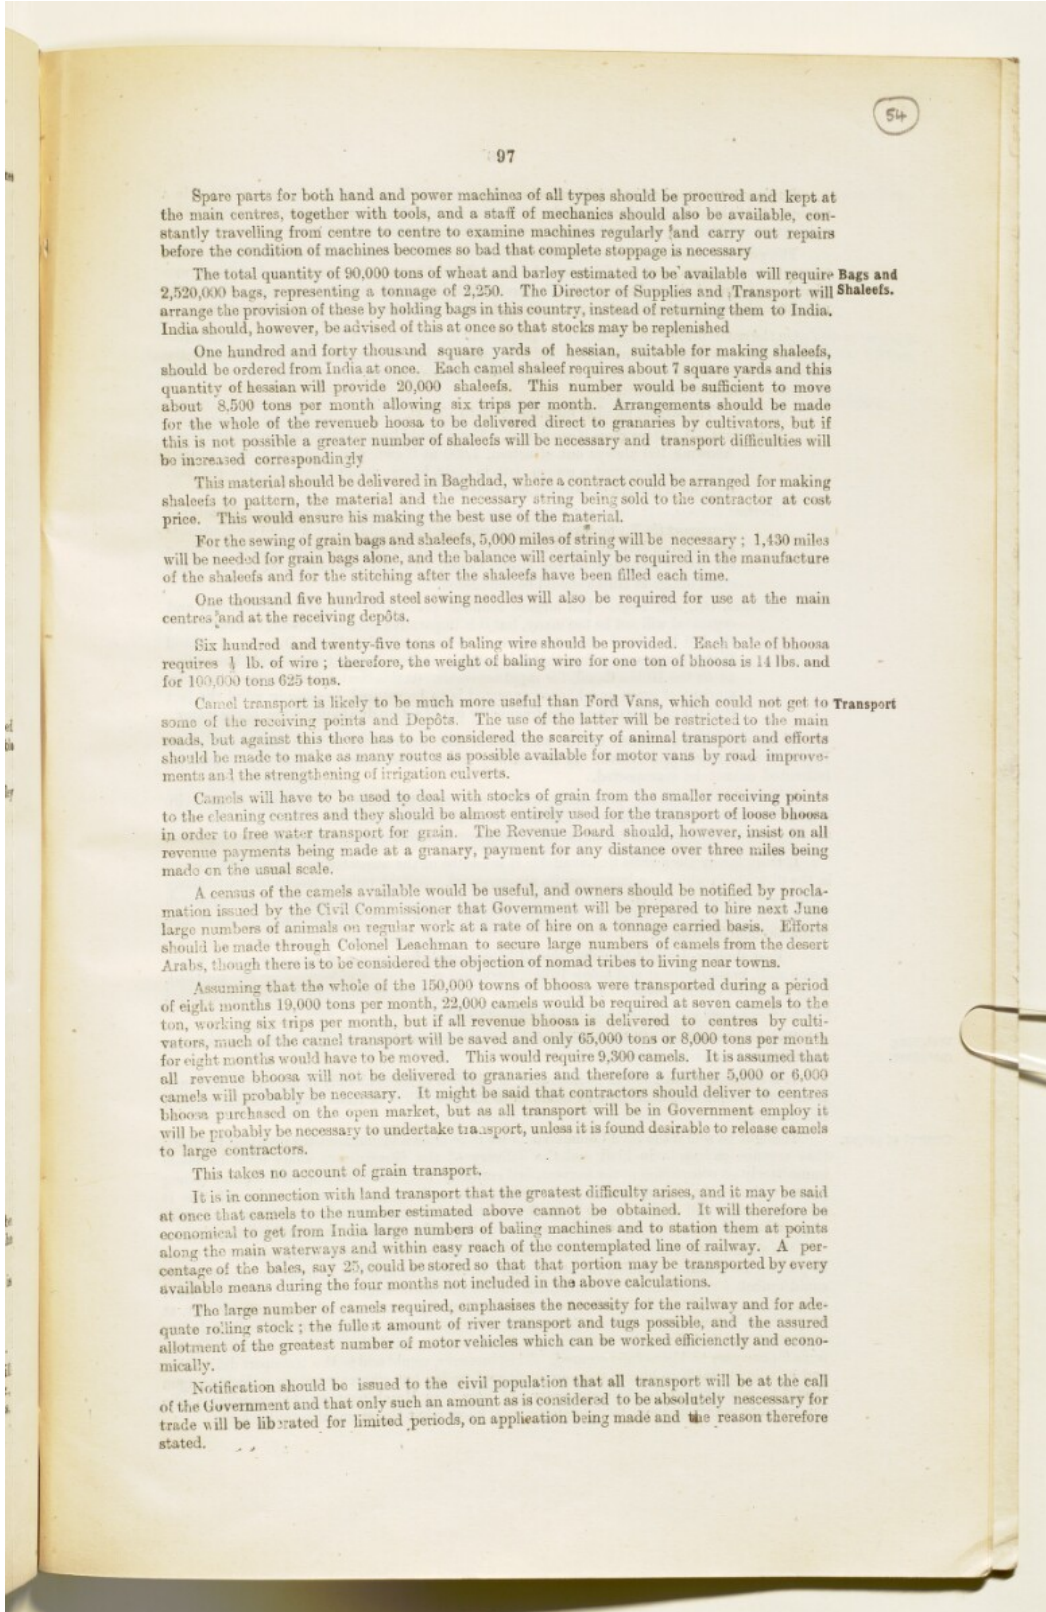 54
97
Spare parts for both hand and power machines of all types should be procured and kept at
the main centres, together with tools, and a staff of mechanics should also be available, con-
stantly travelling from centre to centre to examine machines regularly and carry out repairs
before the condition of machines becomes so bad that complete stoppage is necessary
The total quantity of 90,000 tons of wheat and barley estimated to be available will require Bags and
2,520,000 bags, representing a tonnage of 2,250. The Director of Supplies and Transport will Shaleefs.
arrange the provision of these by holding bags in this country, instead of returning them to India.
India should, however, be advised of this at once so that stocks may be replenished
One hundred and forty thousand square yards of hessian, suitable for making shaleefs,
should be ordered from India at once. Each camel shaleef requires about 7 square yards and this
quantity of hessian will provide 20,000 shaleefs. This number would be sufficient to move
about 8,500 tons per month allowing six trips per month. Arrangements should be made
for the whole of the revenueb hoosa to be delivered direct to granaries by cultivators, but if
this is not possible a greater number of shaleefs will be necessary and transport difficulties will
be increased correspondingly
This material should be delivered in Baghdad, where a contract could be arranged for making
shaleefs to pattern, the material and the necessary string being sold to the contractor at cost
price. This would ensure his making the best use of the material.
For the sewing of grain bags and shaleefs, 5,000 miles of string will be necessary ; 1,430 miles
will be needed for grain bags alone, and the balance will certainly be required in the manufacture
of the shaleefs and for the stitching after the shaleefs have been filled each time.
One thousand five hundred steel sewing needles will also be required for use at the main
centres and at the receiving depôts.
Six hundred and twenty-five tons of baling wire should be provided. Each bale of bhoosa
requires lb. of wire ; therefore, the weight of baling wire for one ton of bhoosa is 14 lbs. and
for 100,000 tons 625 tons.
Camel transport is likely to be much more useful than Ford Vans, which could not get to Transport
some of the receiving points and Depôts. The use of the latter will be restricted to the main
roads, but against this there has to be considered the scarcity of animal transport and efforts
should be made to make as many routes as possible available for motor vans by road improve-
ments and the strengthening of irrigation culverts.
Camels will have to be used to deal with stocks of grain from the smaller receiving points
to the cleaning centres and they should be almost entirely used for the transport of loose bhoosa
in order to free water transport for grain. The Revenue Board should, however, insist on all
revenue payments being made at a granary, payment for any distance over three miles being
made on the usual scale.
A census of the camels available would be useful, and owners should be notified by procla-
mation issued by the Civil Commissioner that Government will be prepared to hire next June
large numbers of animals on regular work at a rate of hire on a tonnage carried basis. Efforts
should be made through Colonel Leachman to secure large numbers of camels from the desert
Arabs, though there is to be considered the objection of nomad tribes to living near towns.
Assuming that the whole of the 150,000 towns of bhoosa were transported during a period
of eight months 19,000 tons per month, 22,000 camels would be required at seven camels to the
ton, working six trips per month, but if all revenue bhoosa is delivered to centres by culti-
vators, much of the camel transport will be saved and only 65,000 tons or 8,000 tons per month
for eight months would have to be moved. This would require 9,300 camels. It is assumed that
all revenue bhoosa will not be delivered to granaries and therefore a further 5,000 or 6,000
camels will probably be necessary. It might be said that contractors should deliver to centres
bhoosa purchased on the open market, but as all transport will be in Government employ it
will be probably be necessary to undertake transport, unless it is found desirable to release camels
to large contractors.
This takes no account of grain transport.
It is in connection with land transport that the greatest difficulty arises, and it may be said
at once that camels to the number estimated above cannot be obtained. It will therefore be
economical to get from India large numbers of baling machines and to station them at points
along the main waterways and within easy reach of the contemplated line of railway. A per-
centage of the bales, say 25, could be stored so that that portion may be transported by every
available means during the four months not included in the above calculations.
The large number of camels required, emphasises the necessity for the railway and for ade-
quate rolling stock ; the fullest amount of river transport and tugs possible, and the assured
allotment of the greatest number of motor vehicles which can be worked efficienctly and econo-
mically.
Notification should be issued to the civil population that all transport will be at the call
of the Government and that only such an amount as is considered to be absolutely nescessary for
trade will be liberated for limited periods, on application being made and the reason therefore
stated.